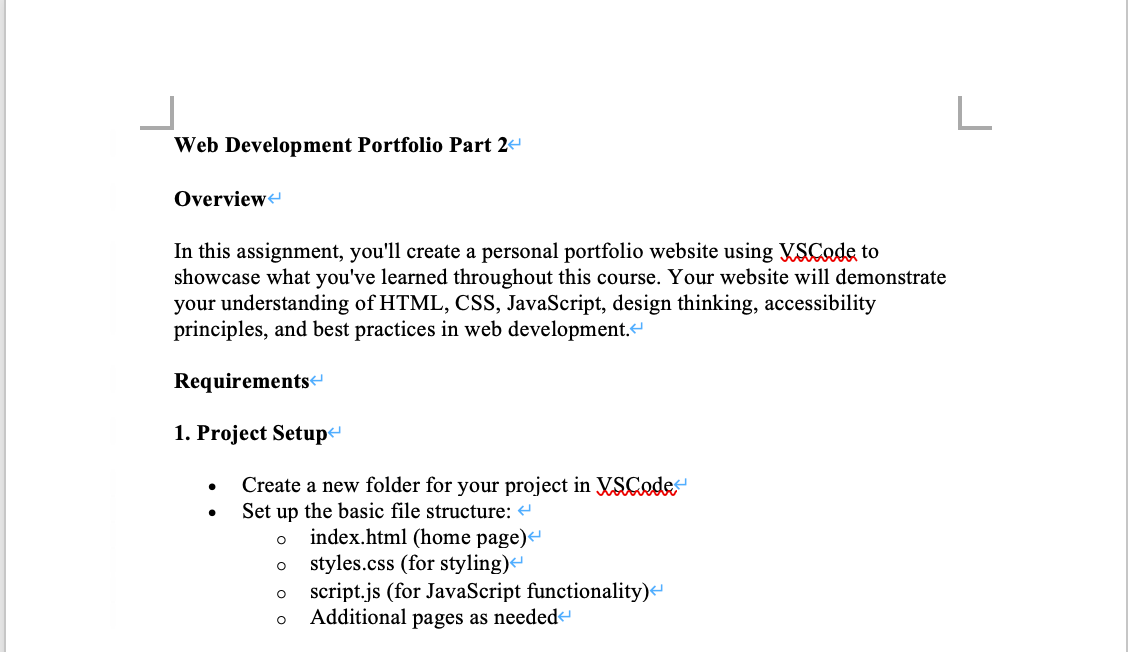 Web Development Portfolio Part 2
Overview
In this assignment, you'll create a personal portfolio website using VSCode to
showcase what you've learned throughout this course. Your website will demonstrate
your understanding of HTML, CSS, JavaScript, design thinking, accessibility
principles, and best practices in web development.
Requirements
1. Project Setup
• Create a new folder for your project in VSCode
• Set up the basic file structure:
o index.html (home page)
o styles.css (for styling)
o script.js (for JavaScript functionality)
o Additional pages as needed